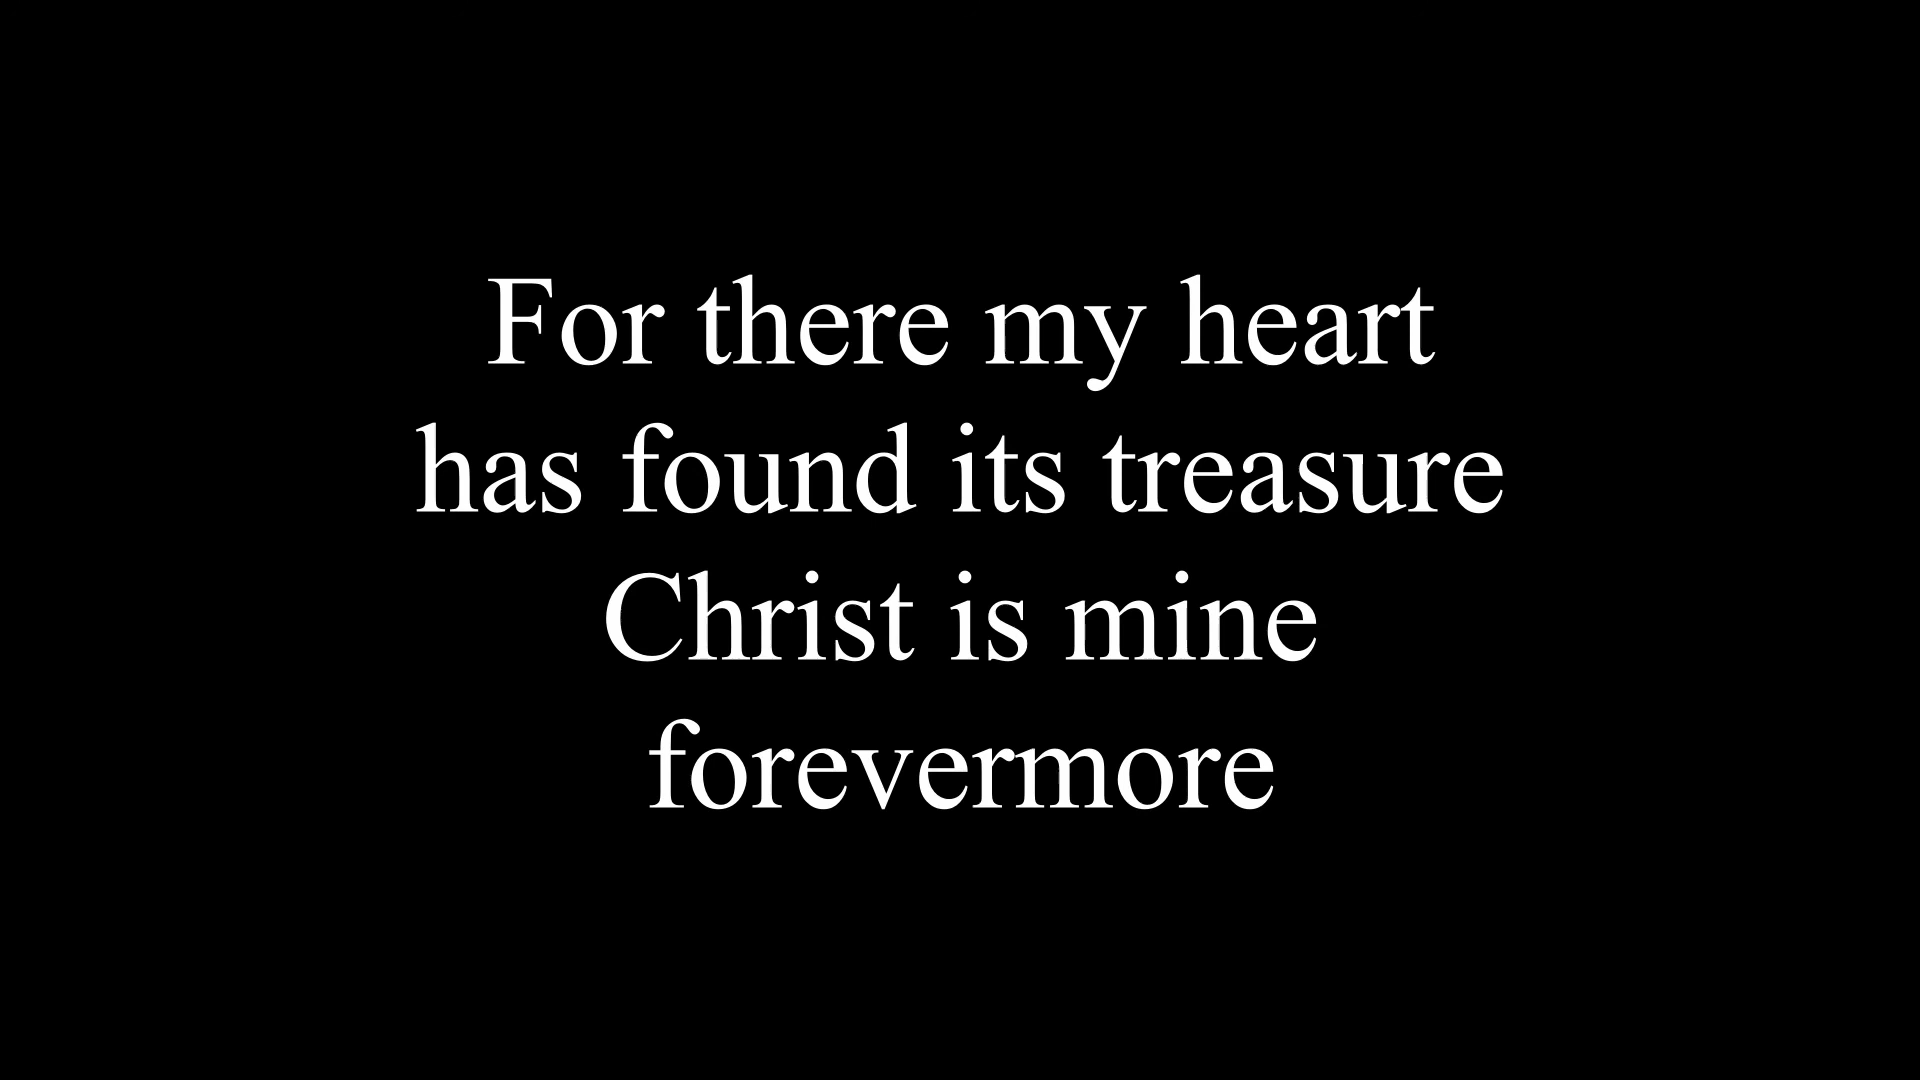 For there my heart
has found its treasure
Christ is mine
forevermore